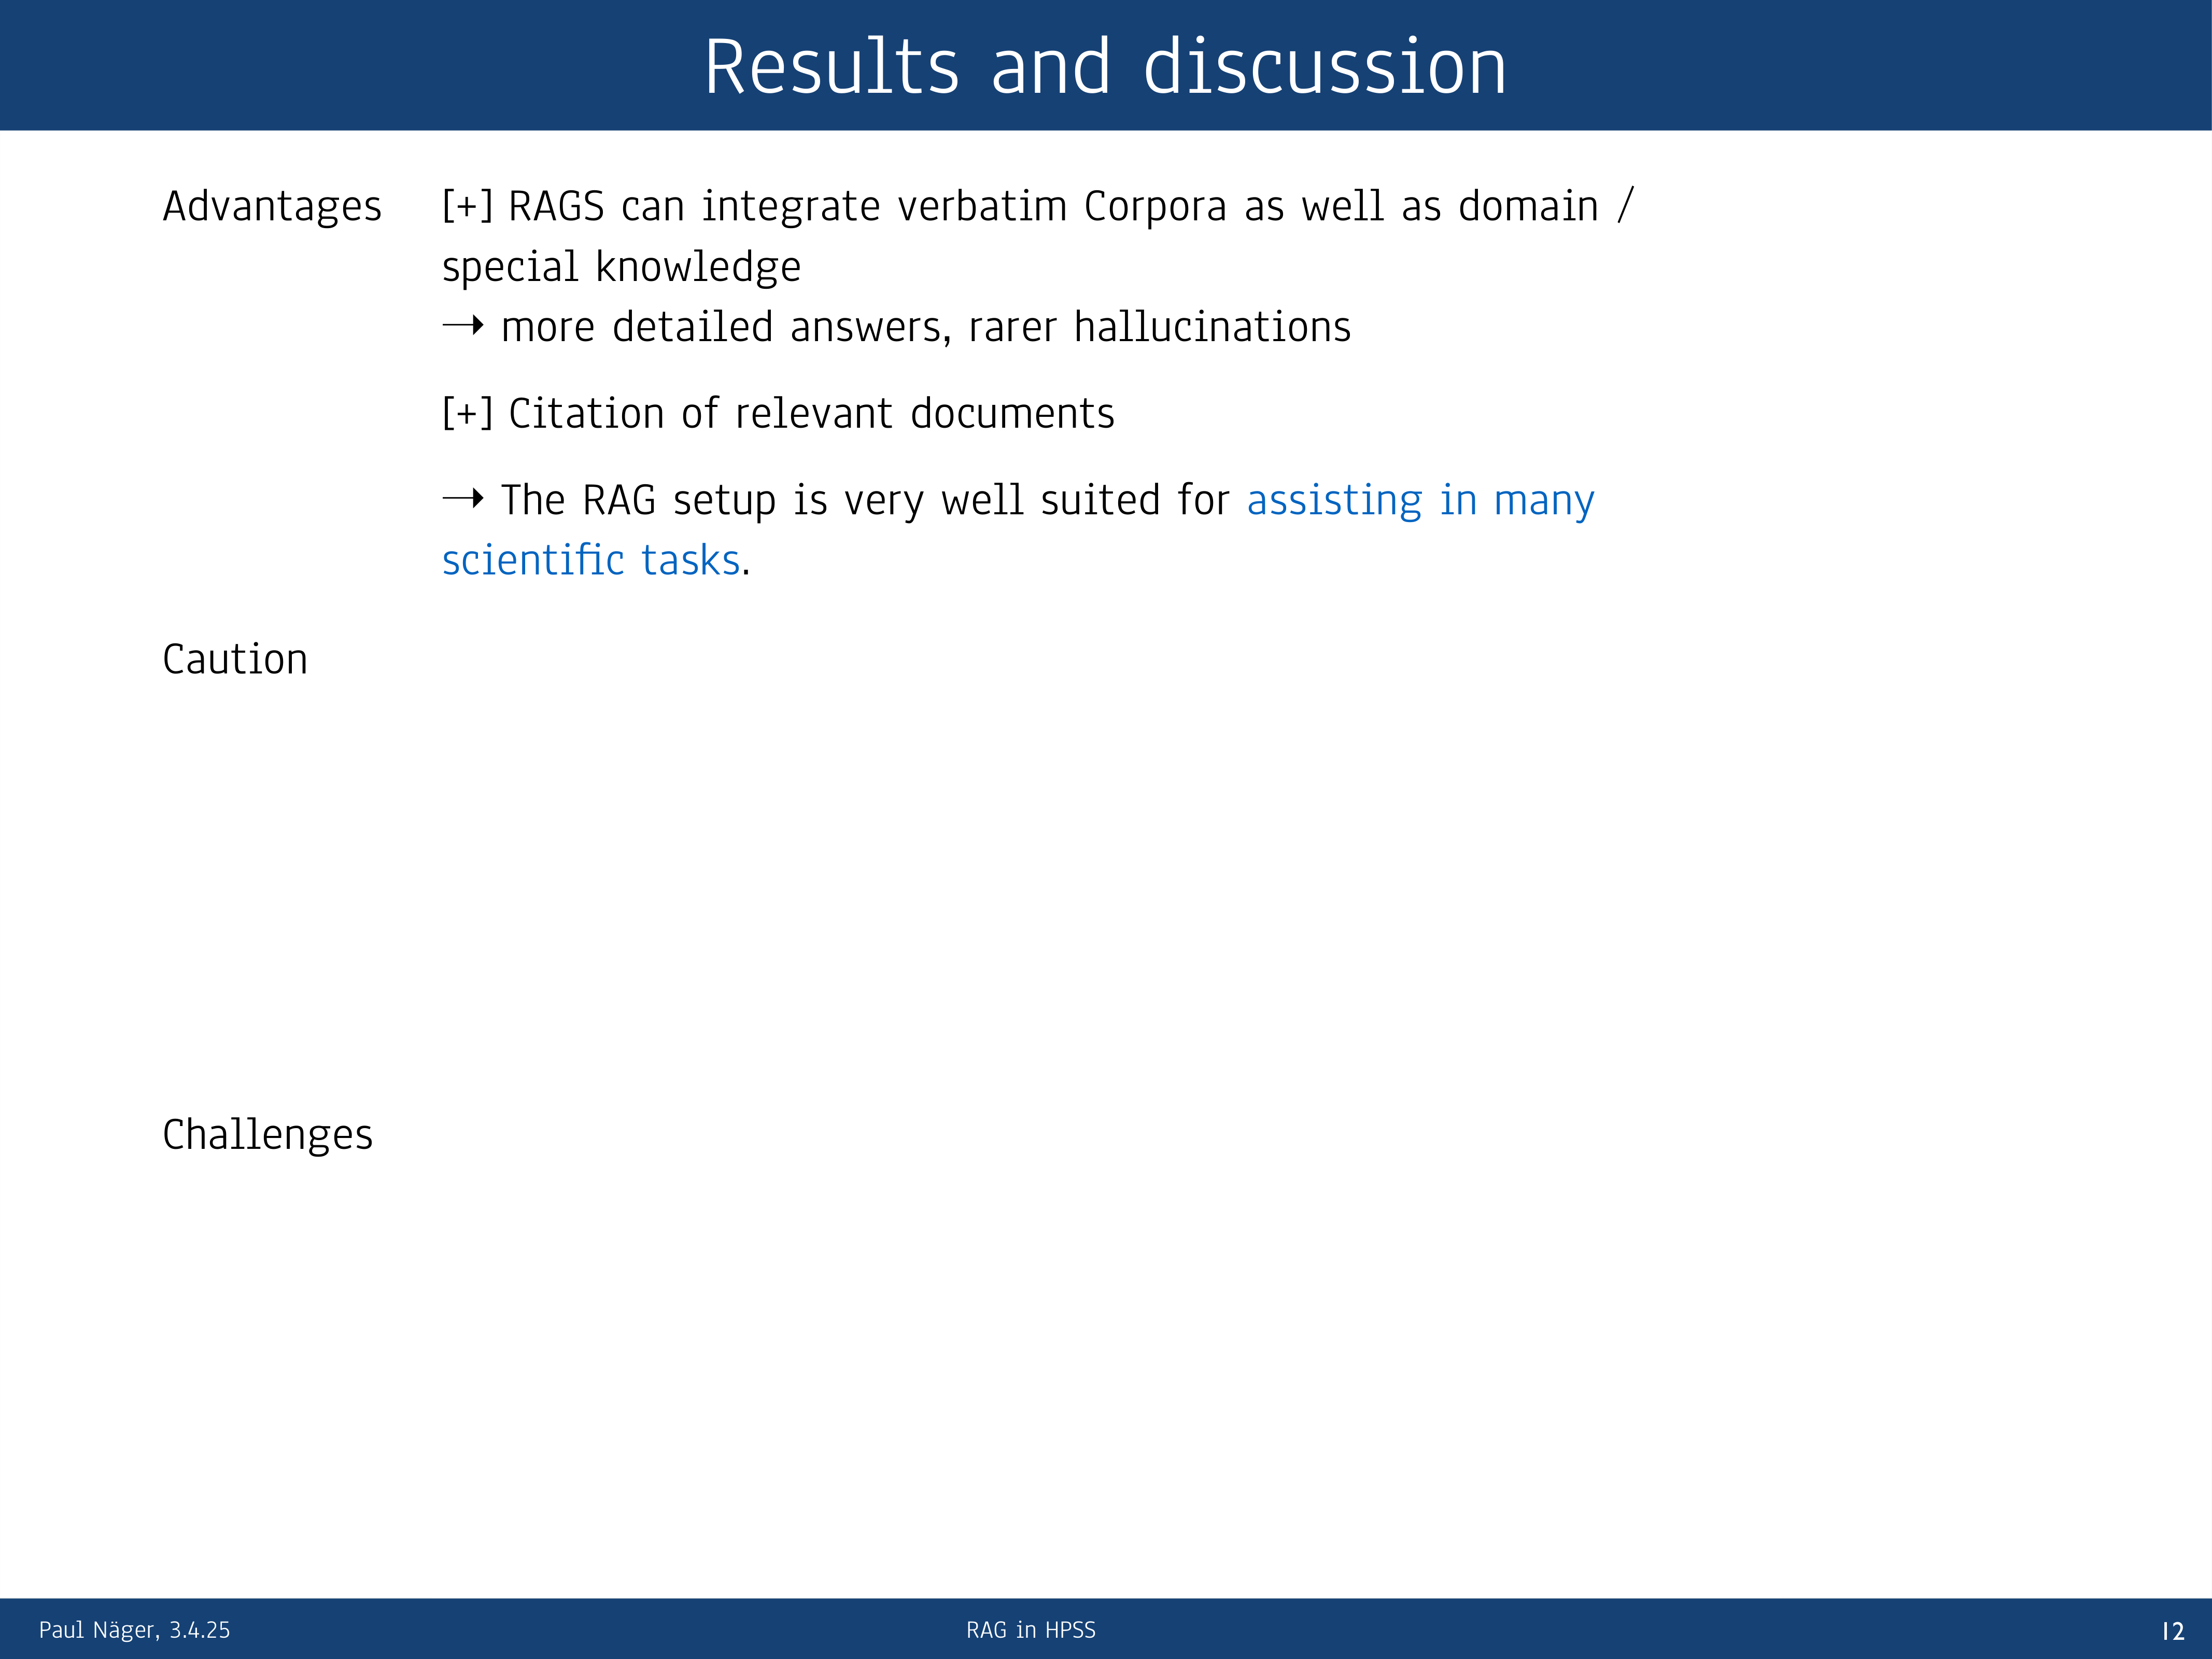 Results and discussion
Advantages [+] RAGS can integrate verbatim Corpora as well as domain /
special knowledge
→ more detailed answers, rarer hallucinations
[+] Citation of relevant documents
→ The RAG setup is very well suited for assisting in many
scientific tasks.
Caution
Challenges
Paul Näger, 3.4.25 RAG in HPSS 12